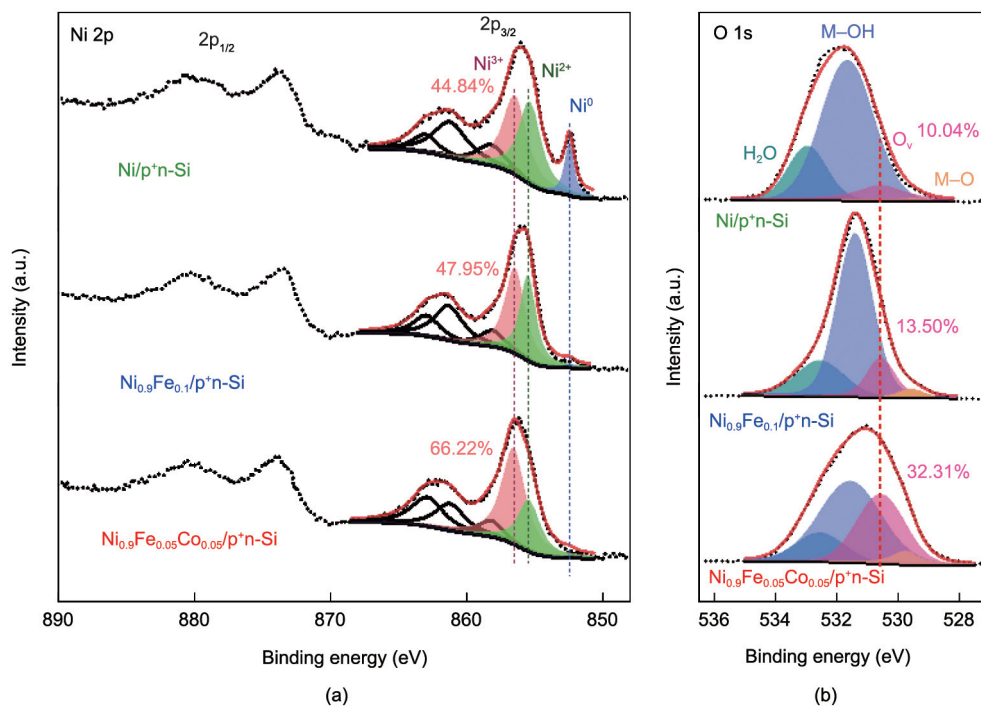 Ni 2p
2p1/2
2p3/2
Ni3+
Ni2+
Ni0
44.84%
Ni/p+n-Si
47.95%
Ni0.9Fe0.1/p+n-Si
66.22%
Ni0.9Fe0.05Co0.05/p+n-Si
Intensity (a.u.)
890 880 870 860 850
Binding energy (eV)
(a)
O 1s
M–OH
H2O
Ov
10.04%
M–O
Ni/p+n-Si
13.50%
Ni0.9Fe0.1/p+n-Si
32.31%
Ni0.9Fe0.05Co0.05/p+n-Si
Intensity (a.u.)
536 534 532 530 528
Binding energy (eV)
(b)